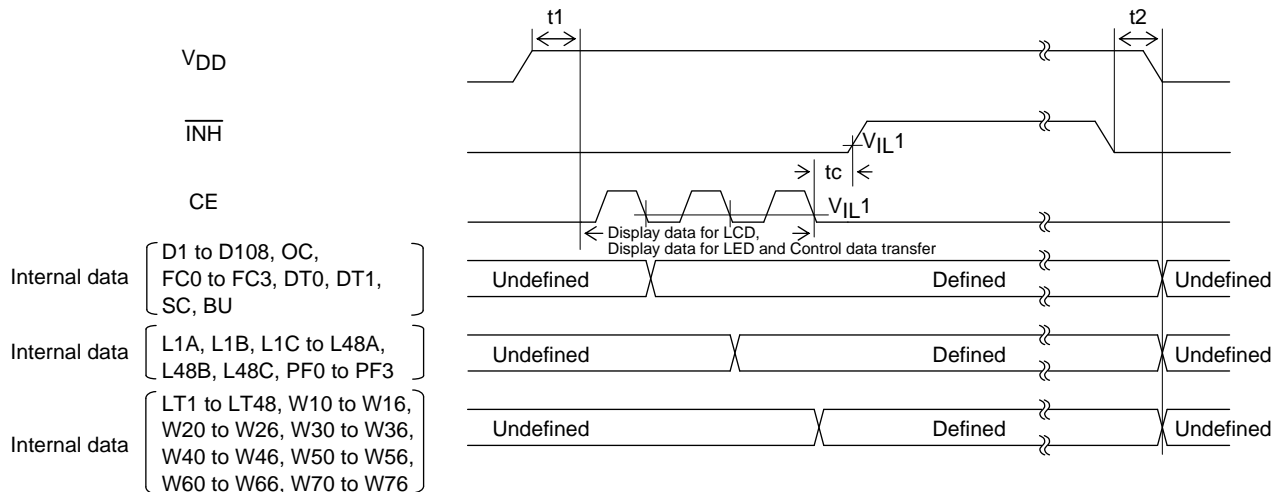 t1
t2
VDD
INH
VIL1
tc
CE
VIL1
Display data for LCD,
Display data for LED and Control data transfer
Internal data
D1 to D108, OC,
FC0 to FC3, DT0, DT1,
SC, BU
Undefined
Defined
Undefined
Internal data
L1A, L1B, L1C to L48A,
L48B, L48C, PF0 to PF3
Undefined
Defined
Undefined
Internal data
LT1 to LT48, W10 to W16,
W20 to W26, W30 to W36,
W40 to W46, W50 to W56,
W60 to W66, W70 to W76
Undefined
Defined
Undefined